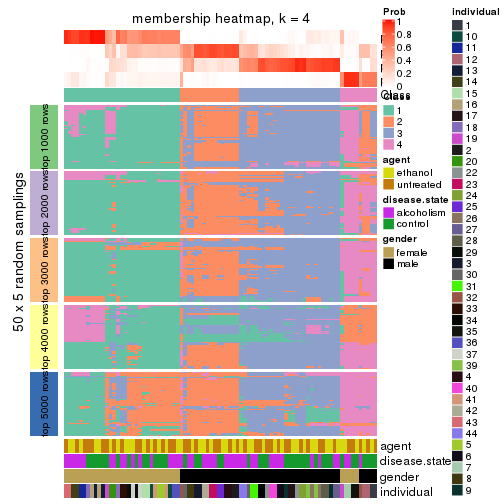 membership heatmap, k = 4
Prob
1
0.8
0.6
0.4
0.2
0
Class
1
2
3
4
agent
ethanol
untreated
disease.state
alcoholism
control
gender
female
male
individual
1
10
11
12
13
14
15
16
17
18
19
2
20
22
23
24
25
26
27
28
29
3
30
31
32
33
34
35
36
37
39
4
40
41
42
43
44
5
6
7
8
9
Class
50 x 5 random samplings
top 1000 rows
top 2000 rows
top 3000 rows
top 4000 rows
top 5000 rows
agent
disease.state
gender
individual